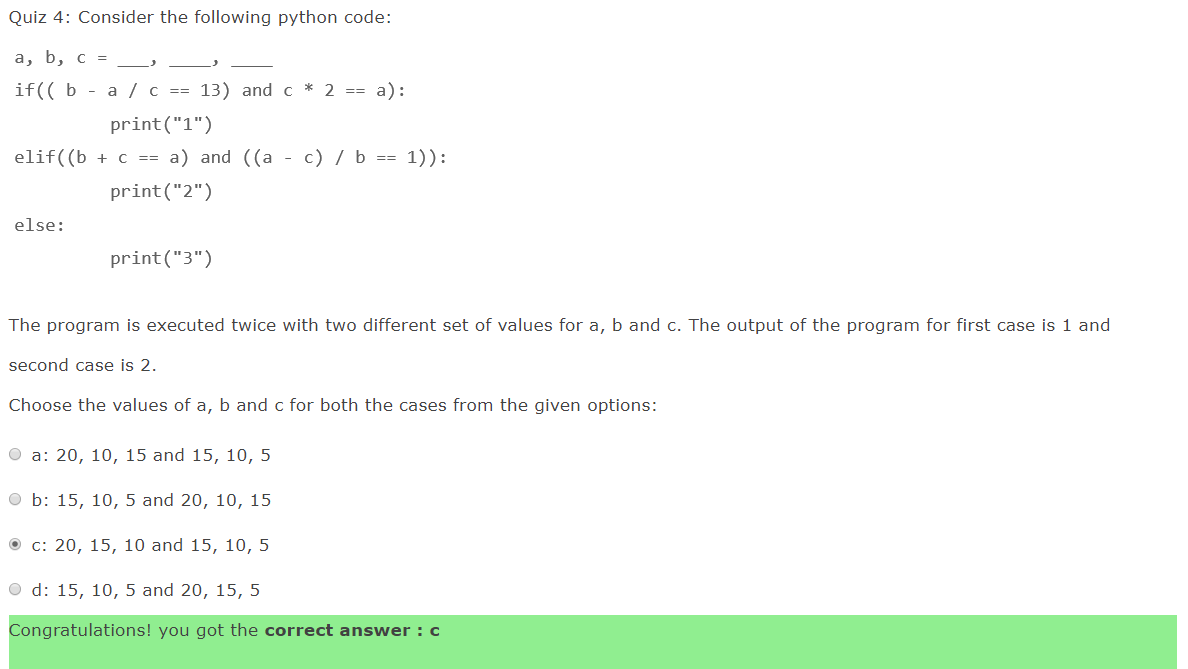 Quiz 4: Consider the following python code:
a, b, c = ___, ____, ____
if(( b - a / c == 13) and c * 2 == a):
print("1")
elif((b + c == a) and ((a - c) / b == 1)):
print("2")
else:
print("3")
The program is executed twice with two different set of values for a, b and c. The output of the program for first case is 1 and
second case is 2.
Choose the values of a, b and c for both the cases from the given options:
a: 20, 10, 15 and 15, 10, 5
b: 15, 10, 5 and 20, 10, 15
c: 20, 15, 10 and 15, 10, 5
d: 15, 10, 5 and 20, 15, 5
Congratulations! you got the correct answer : c